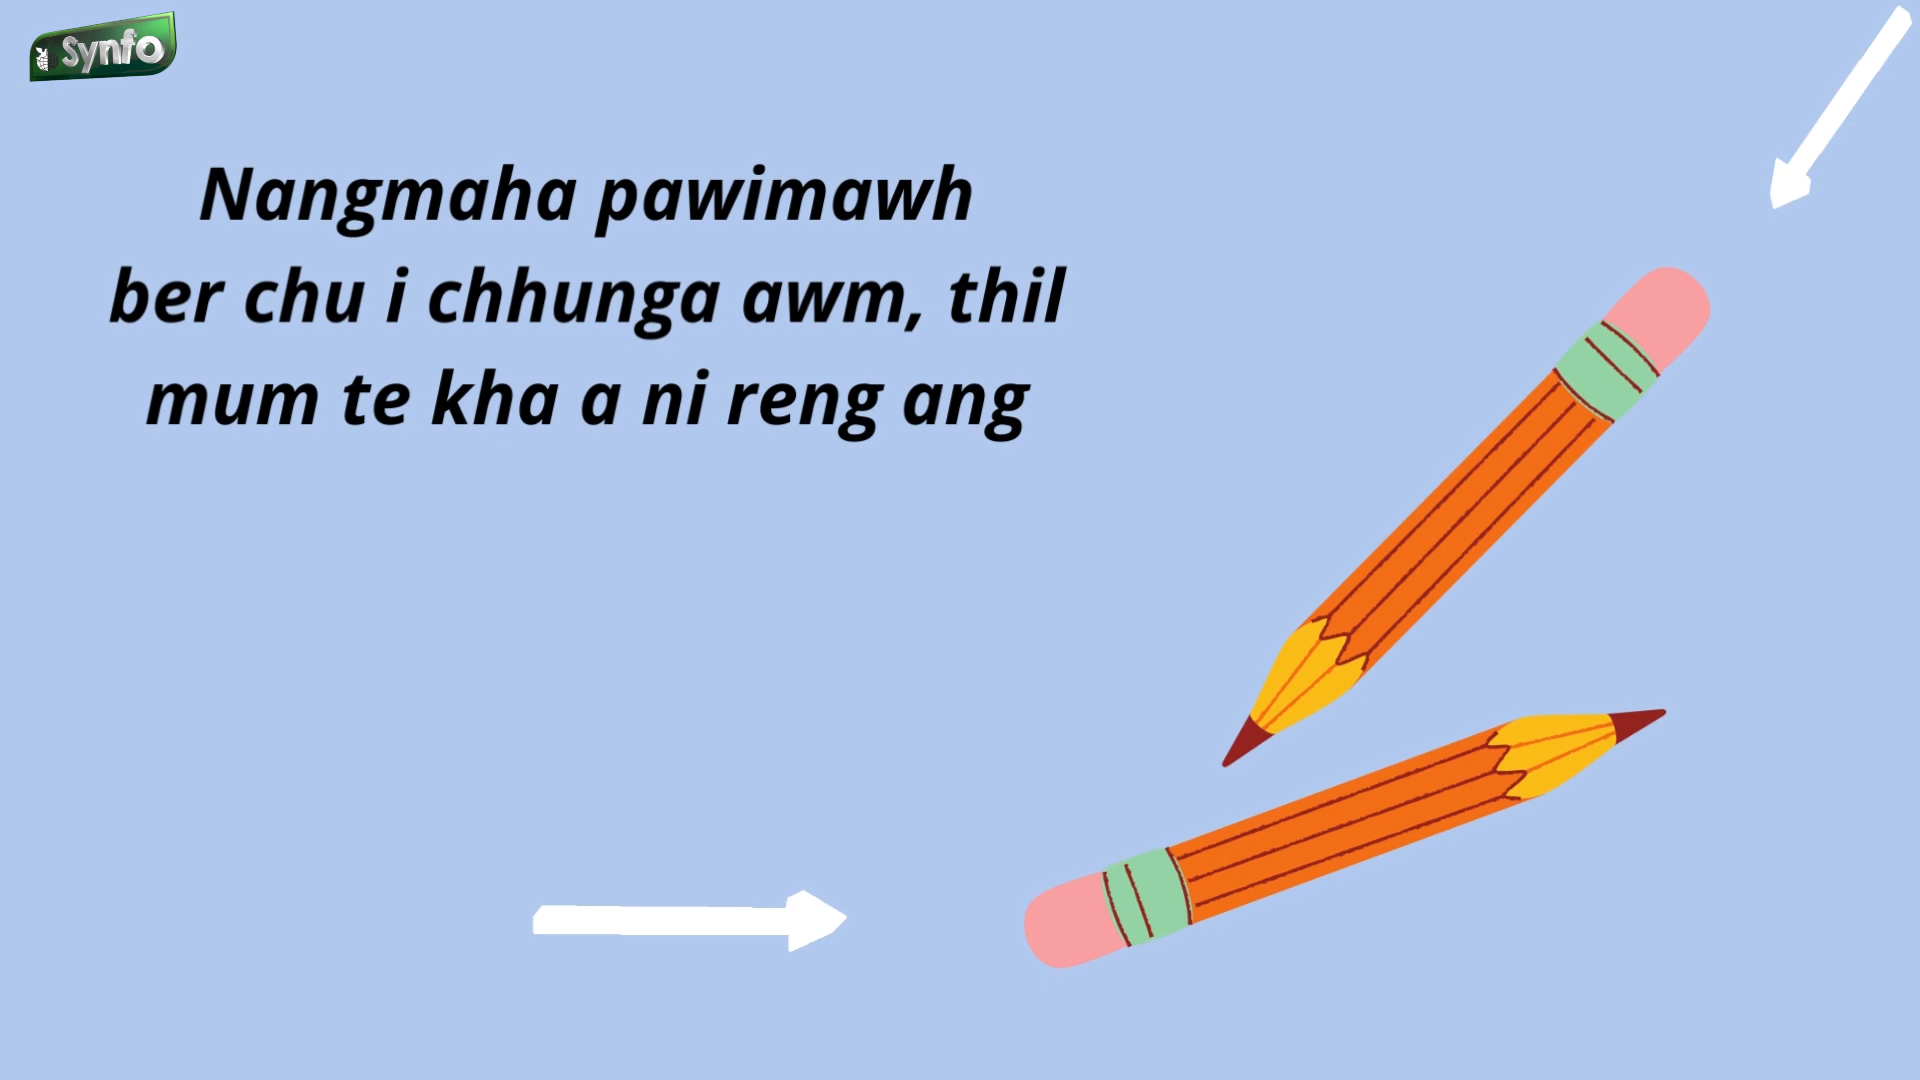 Synfo
Nangmaha pawimawh
ber chu i chhunga awm, thil
mum te kha a ni reng ang